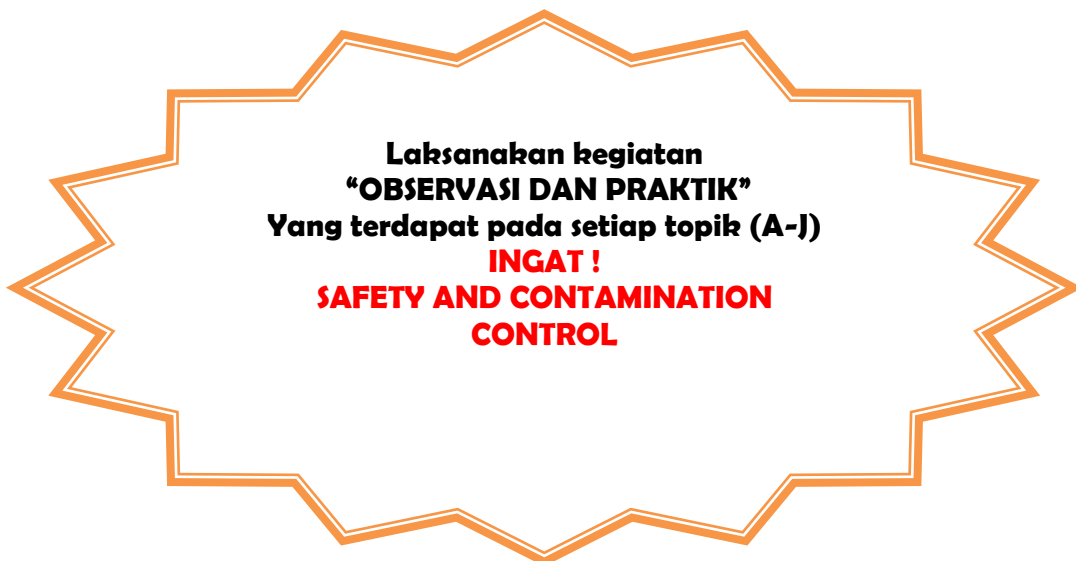 Laksanakan kegiatan
“OBSERVASI DAN PRAKTIK”
Yang terdapat pada setiap topik (A-J)
INGAT !
SAFETY AND CONTAMINATION
CONTROL